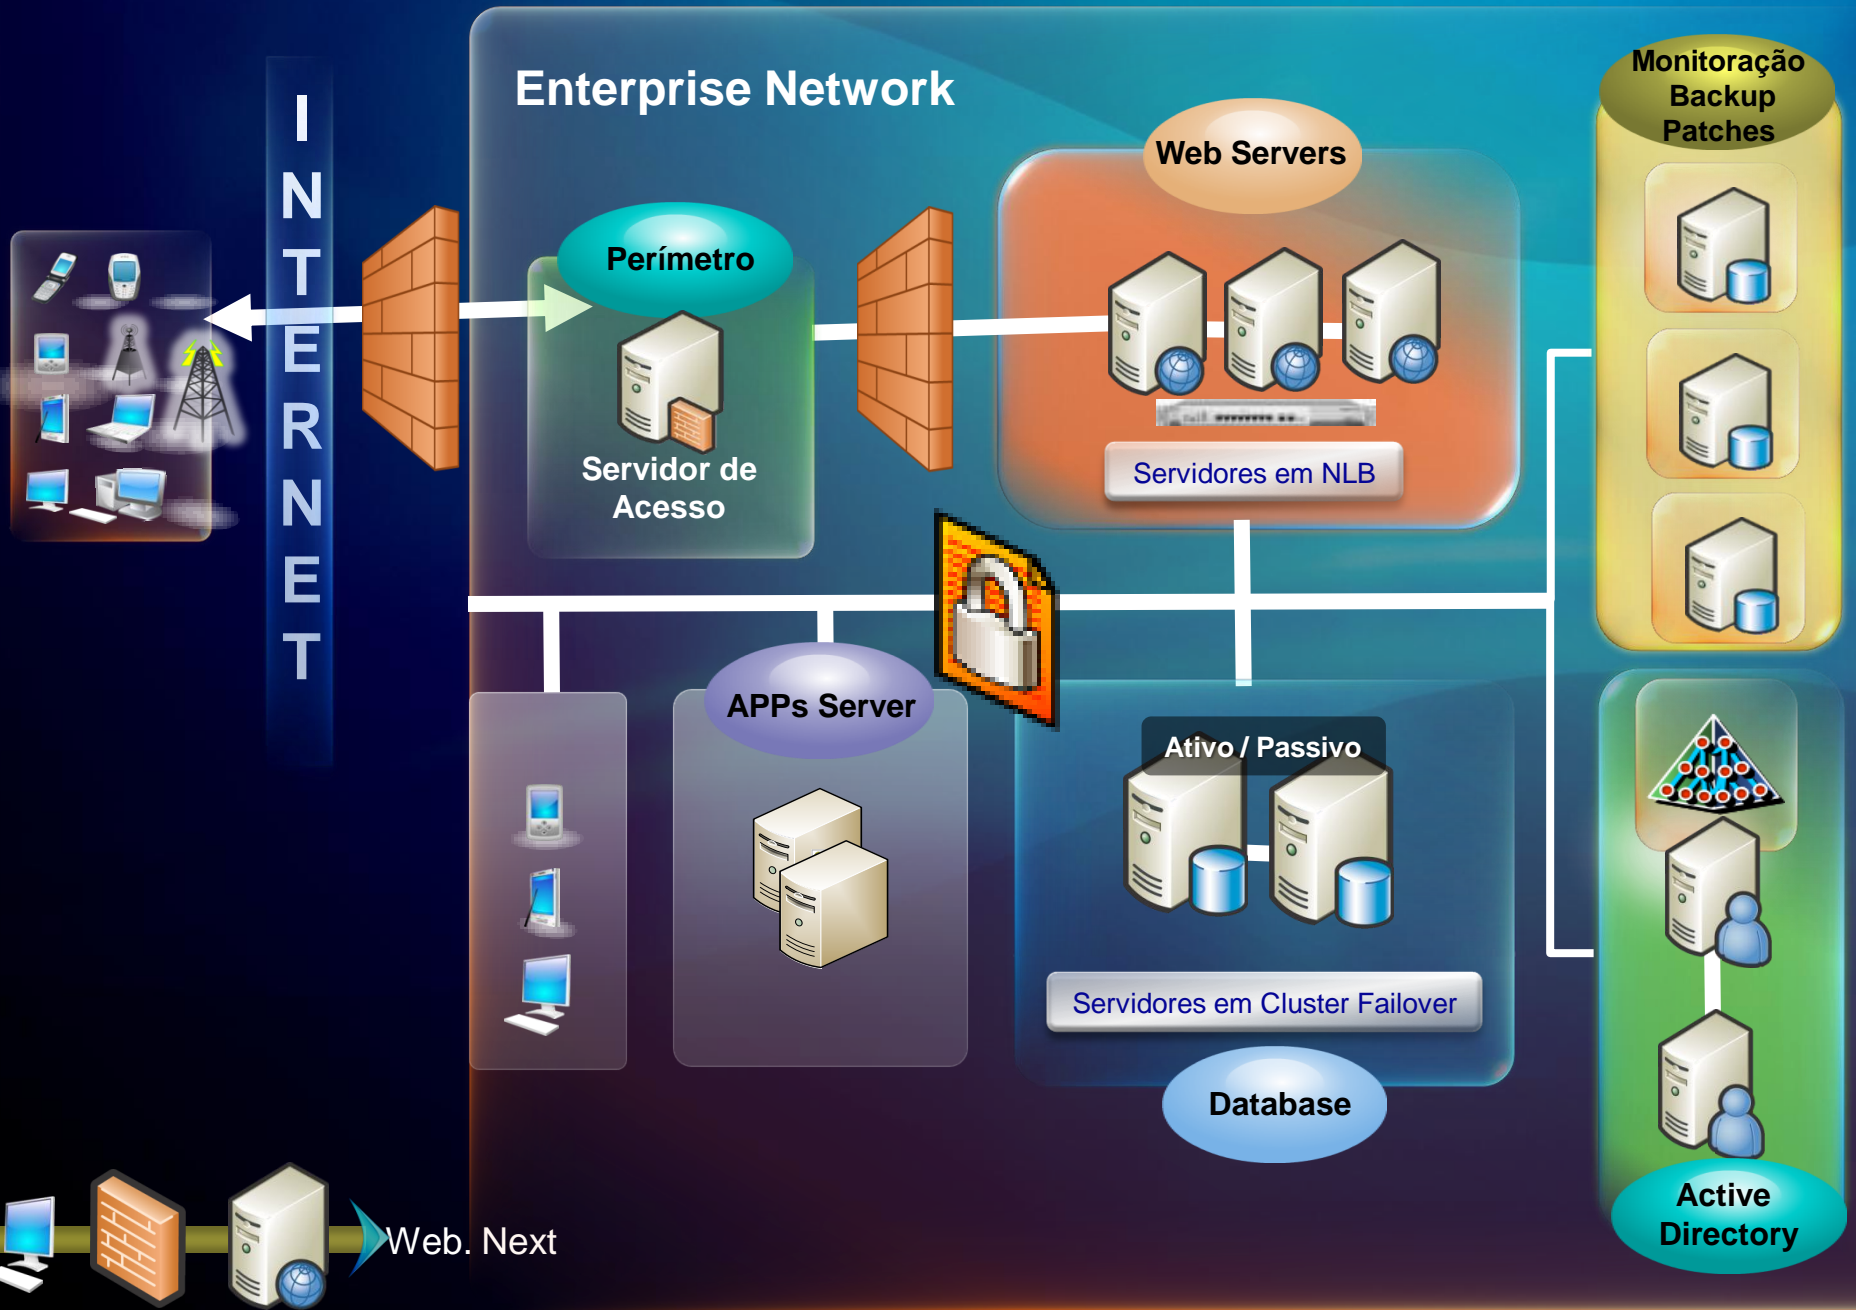 INTERNET
Enterprise Network
Monitoração
Backup
Patches
Web Servers
Perímetro
Servidor de
Acesso
Servidores em NLB
APPs Server
Ativo / Passivo
Servidores em Cluster Failover
Database
Active
Directory
Web. Next